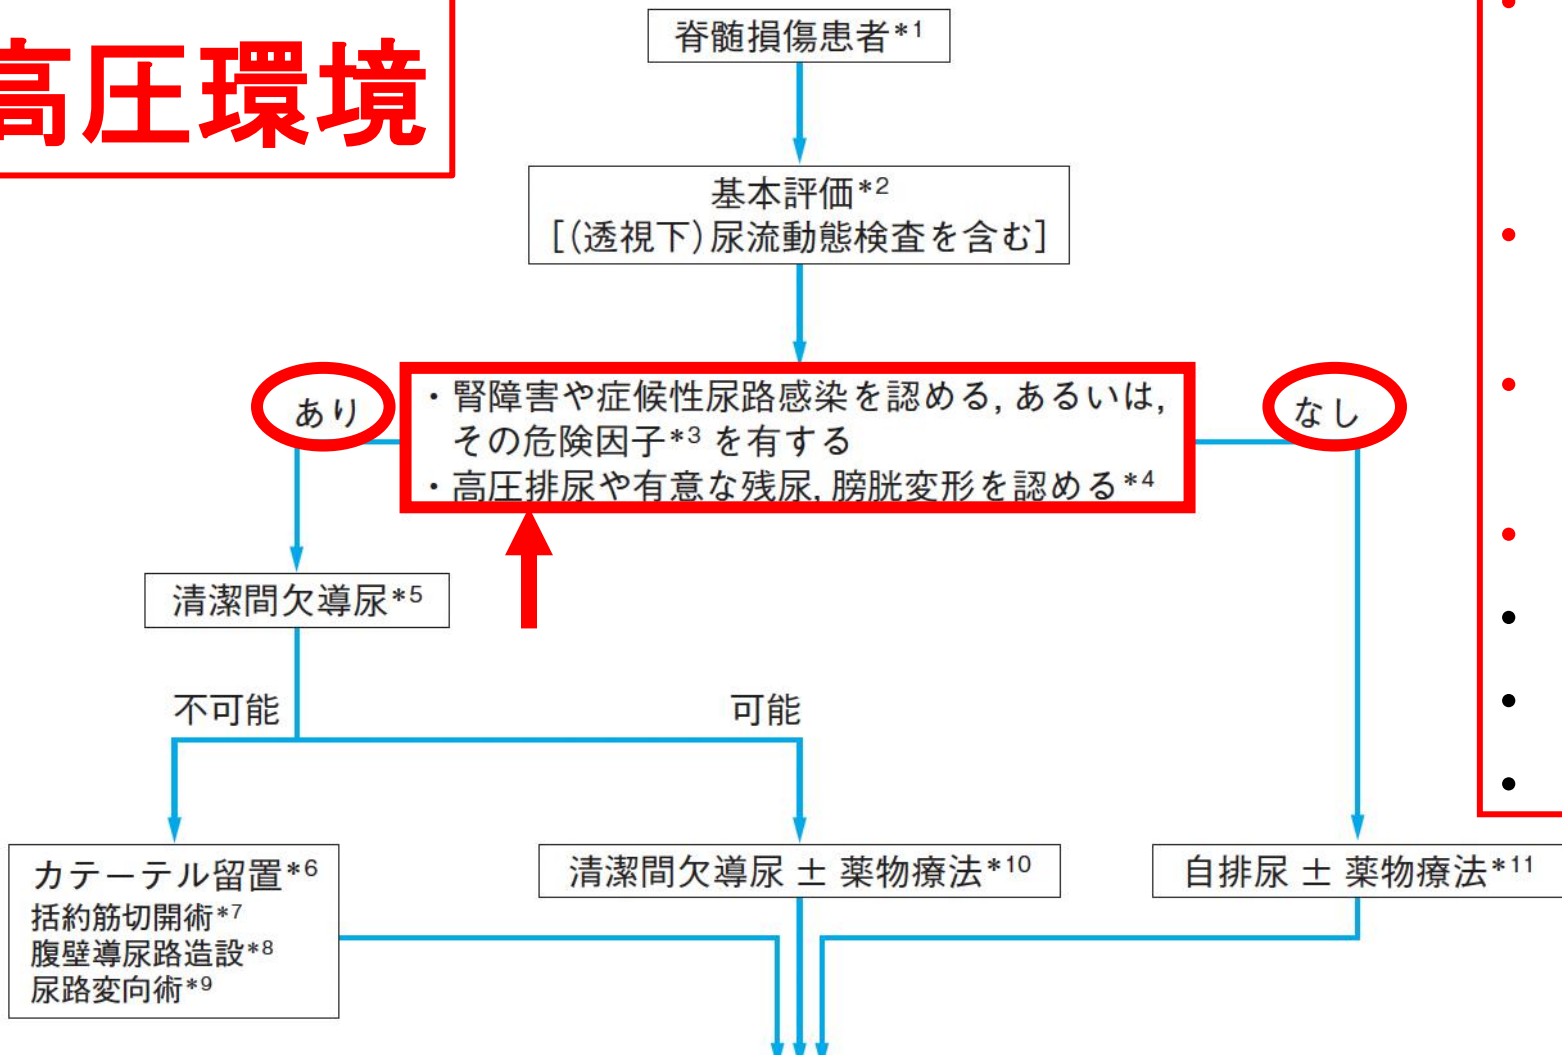 高圧環境
脊髄損傷患者*1
基本評価*2
[(透視下)尿流動態検査を含む]
あり
・腎障害や症候性尿路感染を認める, あるいは,
その危険因子*3 を有する
・高圧排尿や有意な残尿, 膀胱変形を認める*4
なし
清潔間欠導尿*5
不可能
可能
カテーテル留置*6
括約筋切開術*7
腹壁導尿路造設*8
尿路変向術*9
清潔間欠導尿 ± 薬物療法*10
自排尿 ± 薬物療法*11